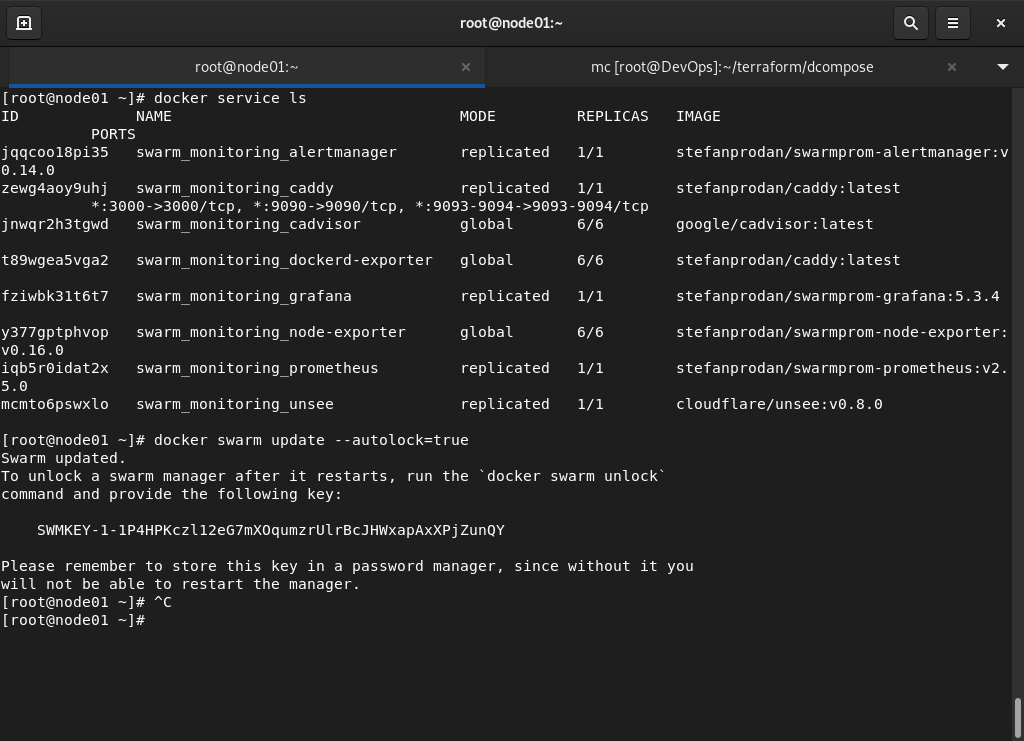 root@node01:~
root@node01:~
mc [root@DevOps]:~/terraform/dcompose
[root@node01 ~]# docker service ls
ID             NAME                                MODE         REPLICAS   IMAGE
          PORTS
jqqcoo18pi35   swarm_monitoring_alertmanager       replicated   1/1        stefanprodan/swarmprom-alertmanager:v
0.14.0
zewg4aoy9uhj   swarm_monitoring_caddy              replicated   1/1        stefanprodan/caddy:latest
          *:3000->3000/tcp, *:9090->9090/tcp, *:9093-9094->9093-9094/tcp
jnwqr2h3tgwd   swarm_monitoring_cadvisor           global       6/6        google/cadvisor:latest
t89wgea5vga2   swarm_monitoring_dockerd-exporter   global       6/6        stefanprodan/caddy:latest
fziwbk31t6t7   swarm_monitoring_grafana            replicated   1/1        stefanprodan/swarmprom-grafana:5.3.4
y377gptphvop   swarm_monitoring_node-exporter      global       6/6        stefanprodan/swarmprom-node-exporter:
v0.16.0
iqb5r0idat2x   swarm_monitoring_prometheus         replicated   1/1        stefanprodan/swarmprom-prometheus:v2.
5.0
mcmto6pswxlo   swarm_monitoring_unsee              replicated   1/1        cloudflare/unsee:v0.8.0
[root@node01 ~]# docker swarm update --autolock=true
Swarm updated.
To unlock a swarm manager after it restarts, run the `docker swarm unlock`
command and provide the following key:
    SWMKEY-1-1P4HPKczl12eG7mXOqumzrUlrBcJHWxapAxXPjZunQY
Please remember to store this key in a password manager, since without it you
will not be able to restart the manager.
[root@node01 ~]# ^C
[root@node01 ~]#